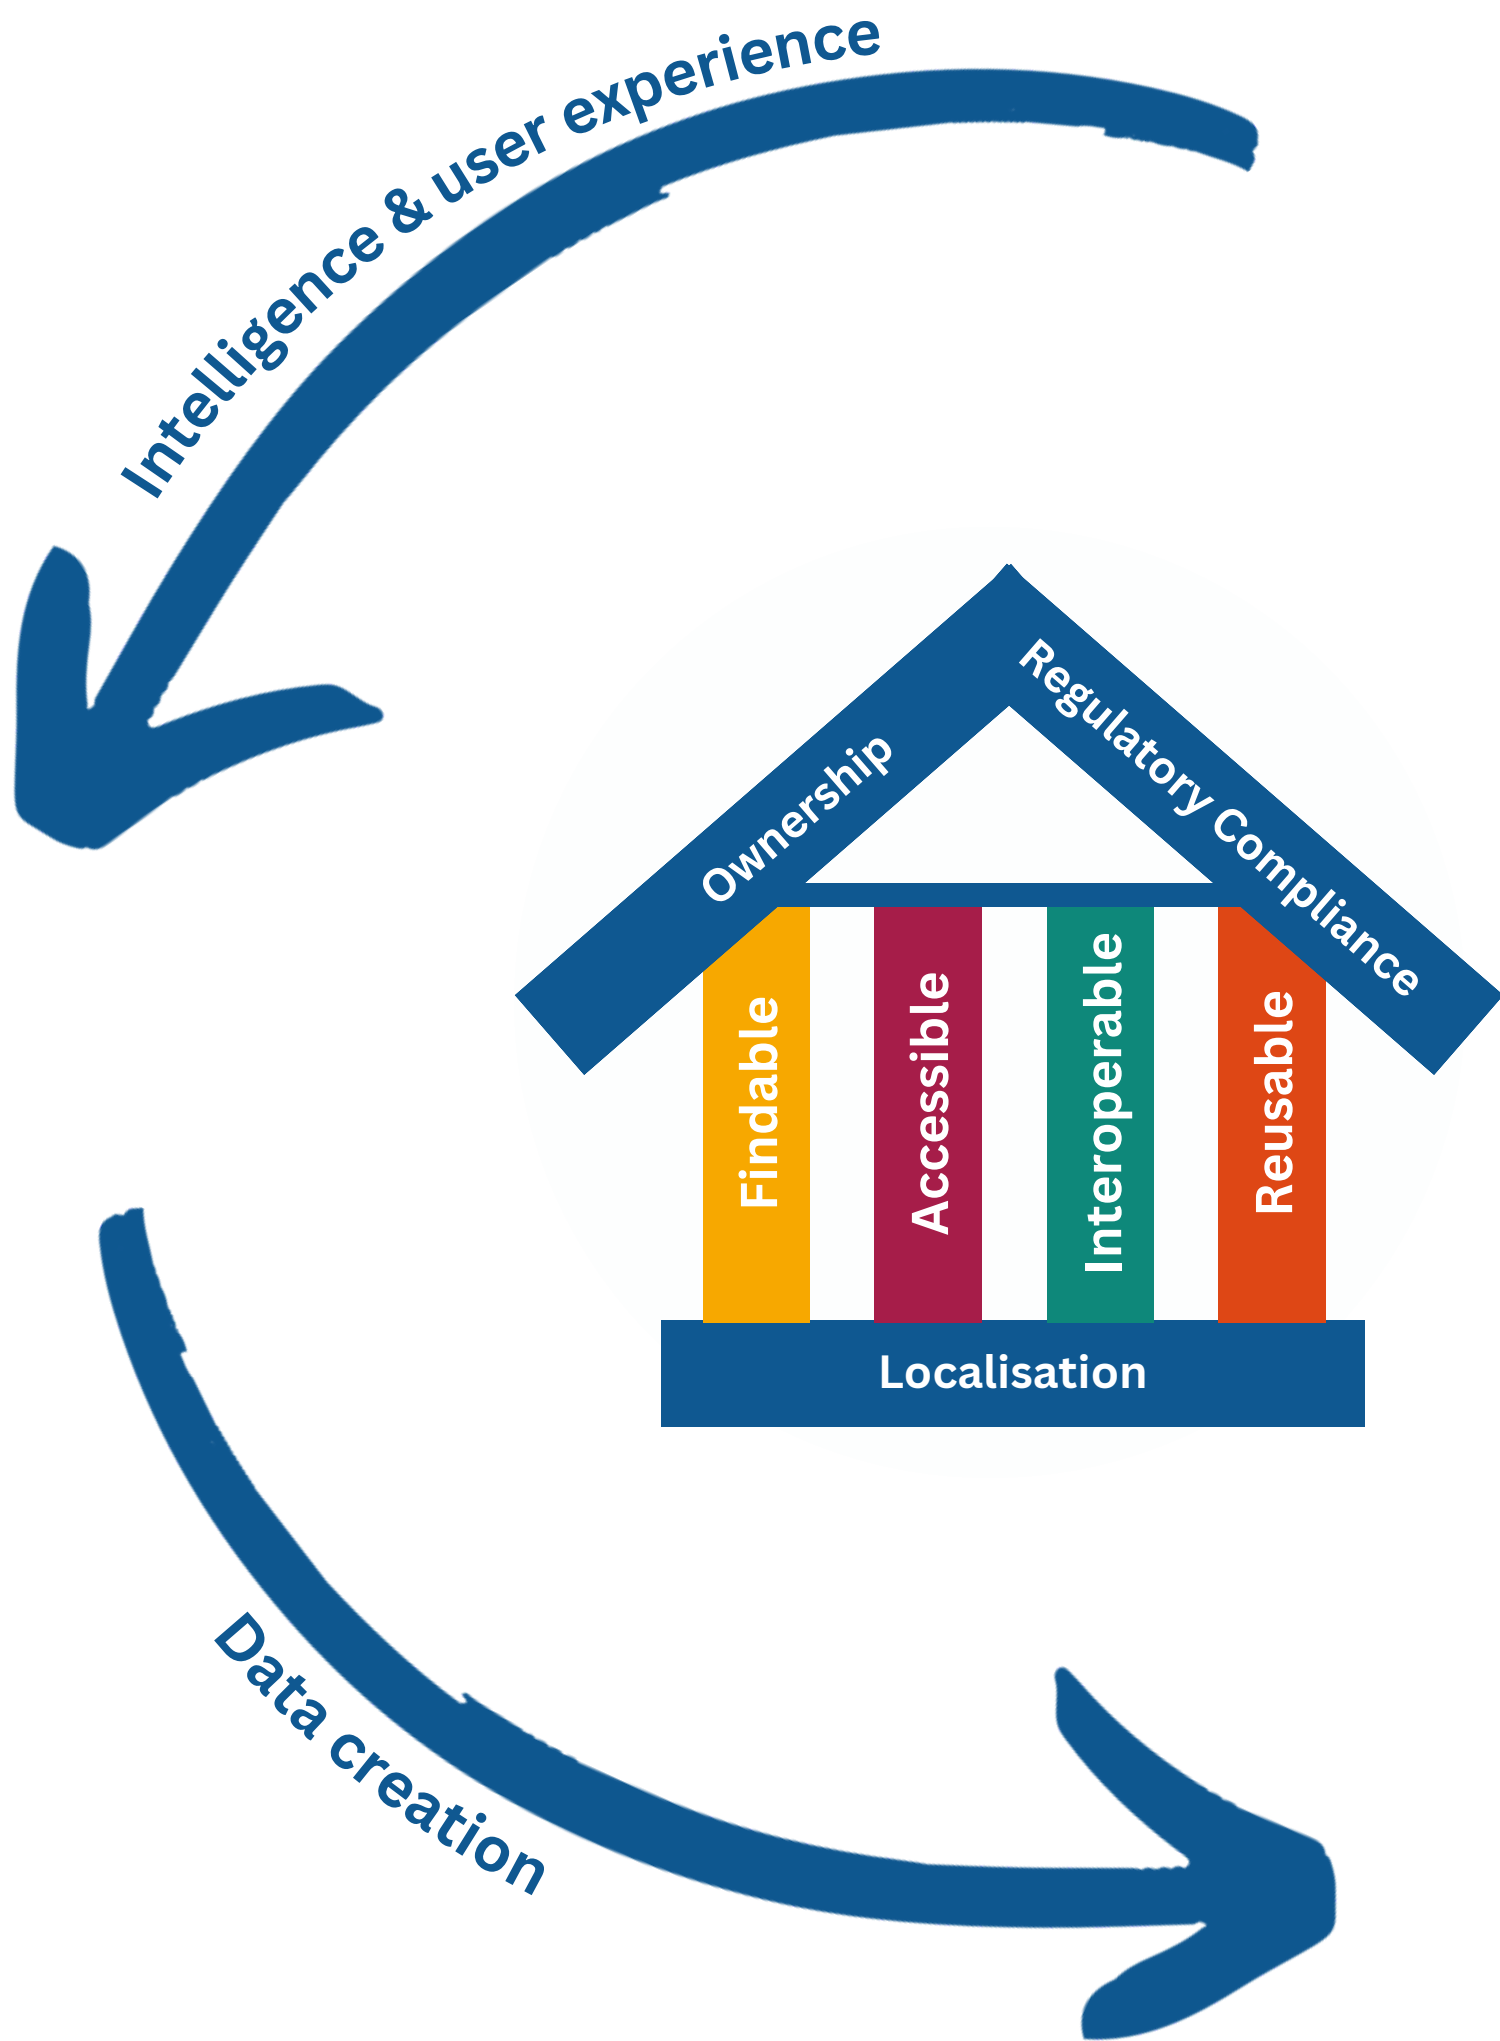 Intelligence & user experience
Ownership
Regulatory Compliance
Findable
Accessible
Interoperable
Reusable
Localisation
Data creation